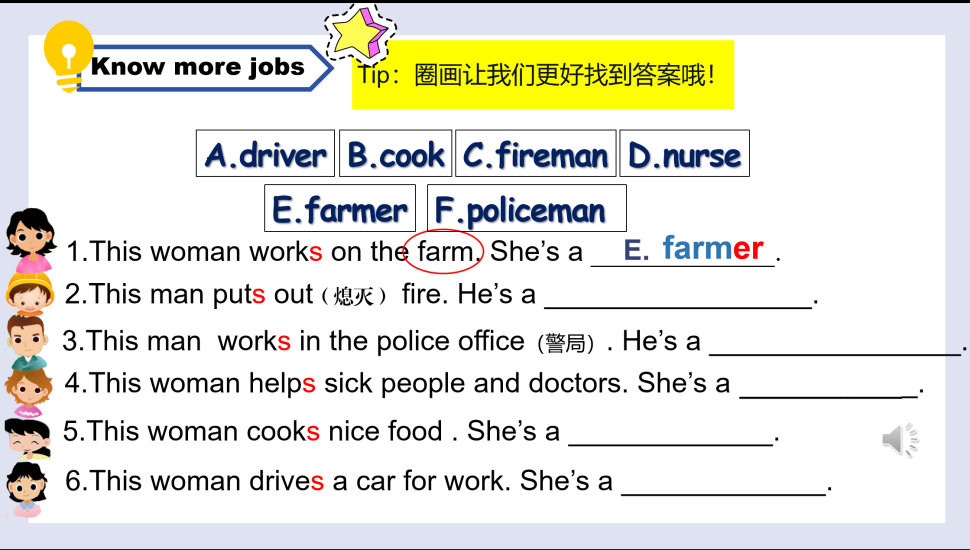 Know more jobs
Tip：圈画让我们更好找到答案哦！
A.driver B.cook C.fireman D.nurse
E.farmer F.policeman
1.This woman works on the farm. She's a E. farmer.
2.This man puts out（熄灭） fire. He's a _________________.
3.This man works in the police office（警局）. He's a ________________.
4.This woman helps sick people and doctors. She's a ___________.
5.This woman cooks nice food . She's a _____________.
6.This woman drives a car for work. She's a _____________.